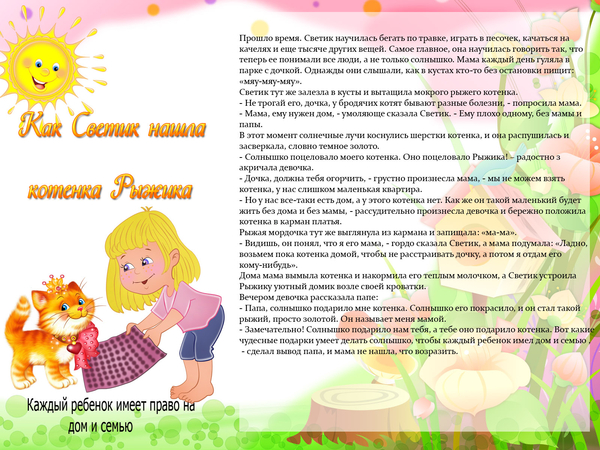 Как Светик нашла
котенка Рыжика
Каждый ребенок имеет право на
дом и семью
Прошло время. Светик научилась бегать по травке, играть в песочек, качаться на
качелях и еще тысяче других вещей. Самое главное, она научилась говорить так, что
теперь ее понимали все люди, а не только солнышко. Мама каждый день гуляла в
парке с дочкой. Однажды они слышали, как в кустах кто-то без остановки пищит:
«мяу-мяу-мяу».
Светик тут же залезла в кусты и вытащила мокрого рыжего котенка.
- Не трогай его, дочка, у бродячих котят бывают разные болезни, - попросила мама.
- Мама, ему нужен дом, - умоляюще сказала Светик. - Ему плохо одному, без мамы и
папы.
В этот момент солнечные лучи коснулись шерстки котенка, и она распушилась и
засверкала, словно темное золото.
- Солнышко поцеловало моего котенка. Оно поцеловало Рыжика! – радостно з
акричала девочка.
- Дочка, должна тебя огорчить, - грустно произнесла мама, - мы не можем взять
котенка, у нас слишком маленькая квартира.
- Но у нас все-таки есть дом, а у этого котенка нет. Как же он такой маленький будет
жить без дома и без мамы, - рассудительно произнесла девочка и бережно положила
котенка в карман платья.
Рыжая мордочка тут же выглянула из кармана и запищала: «ма-ма».
- Видишь, он понял, что я его мама, - гордо сказала Светик, а мама подумала: «Ладно,
возьмем пока котенка домой, чтобы не расстраивать дочку, а потом я отдам его
кому-нибудь».
Дома мама вымыла котенка и накормила его теплым молочком, а Светик устроила
Рыжику уютный домик возле своей кроватки.
Вечером девочка рассказала папе:
- Папа, солнышко подарило мне котенка. Солнышко его покрасило, и он стал такой
рыжий, просто золотой. Он называет меня мамой.
- Замечательно! Солнышко подарило нам тебя, а тебе оно подарило котенка. Вот какие
чудесные подарки умеет делать солнышко, чтобы каждый ребенок имел дом и семью ,
- сделал вывод папа, и мама не нашла, что возразить.